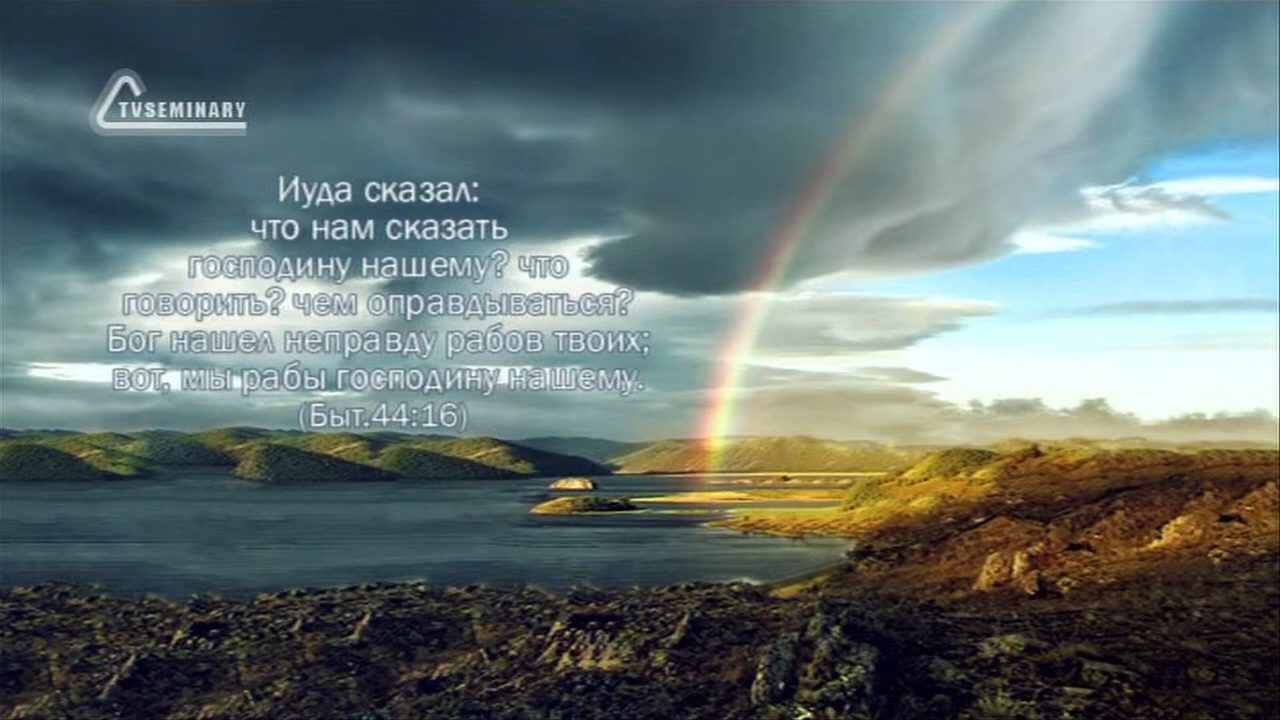 TVSEMINARY
Иуда сказал:
что нам сказать
господину нашему? что
говорить? чем оправдываться?
Бог нашел неправду рабов твоих;
вот, мы рабы господину нашему.
(Быт.44:16)